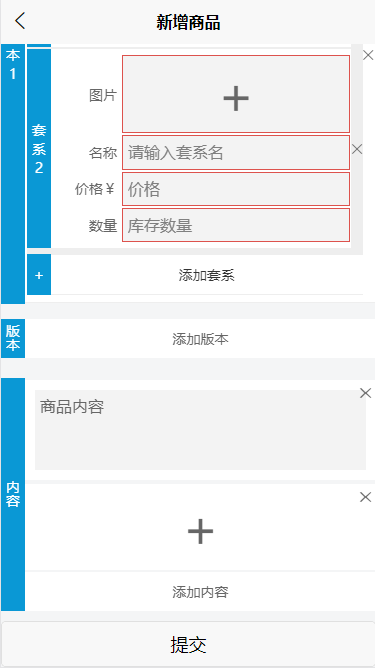 新增商品
本
1
套
系
2
图片
名称 请输入套系名
价格￥ 价格
数量 库存数量
+ 添加套系
版
本
添加版本
商品内容
内
容
添加内容
提交